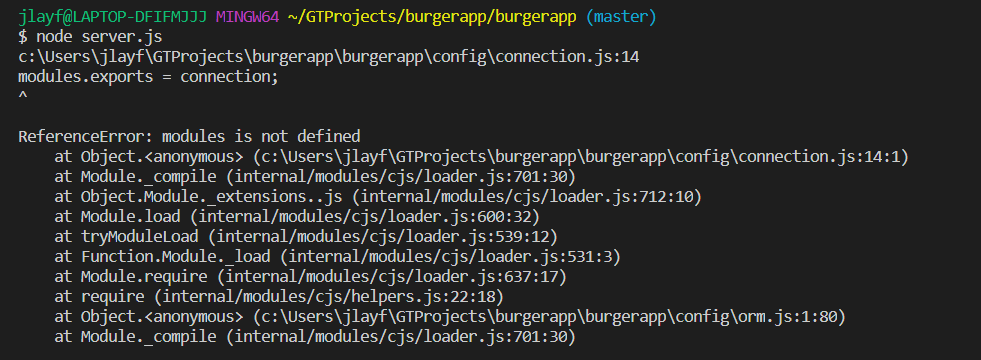 jlayf@LAPTOP-DFIFMJJJ MINGW64 ~/GTProjects/burgerapp/burgerapp (master)
$ node server.js
c:\Users\jlayf\GTProjects\burgerapp\burgerapp\config\connection.js:14
modules.exports = connection;
^
ReferenceError: modules is not defined
    at Object.<anonymous> (c:\Users\jlayf\GTProjects\burgerapp\burgerapp\config\connection.js:14:1)
    at Module._compile (internal/modules/cjs/loader.js:701:30)
    at Object.Module._extensions..js (internal/modules/cjs/loader.js:712:10)
    at Module.load (internal/modules/cjs/loader.js:600:32)
    at tryModuleLoad (internal/modules/cjs/loader.js:539:12)
    at Function.Module._load (internal/modules/cjs/loader.js:531:3)
    at Module.require (internal/modules/cjs/loader.js:637:17)
    at require (internal/modules/cjs/helpers.js:22:18)
    at Object.<anonymous> (c:\Users\jlayf\GTProjects\burgerapp\burgerapp\config\orm.js:1:80)
    at Module._compile (internal/modules/cjs/loader.js:701:30)